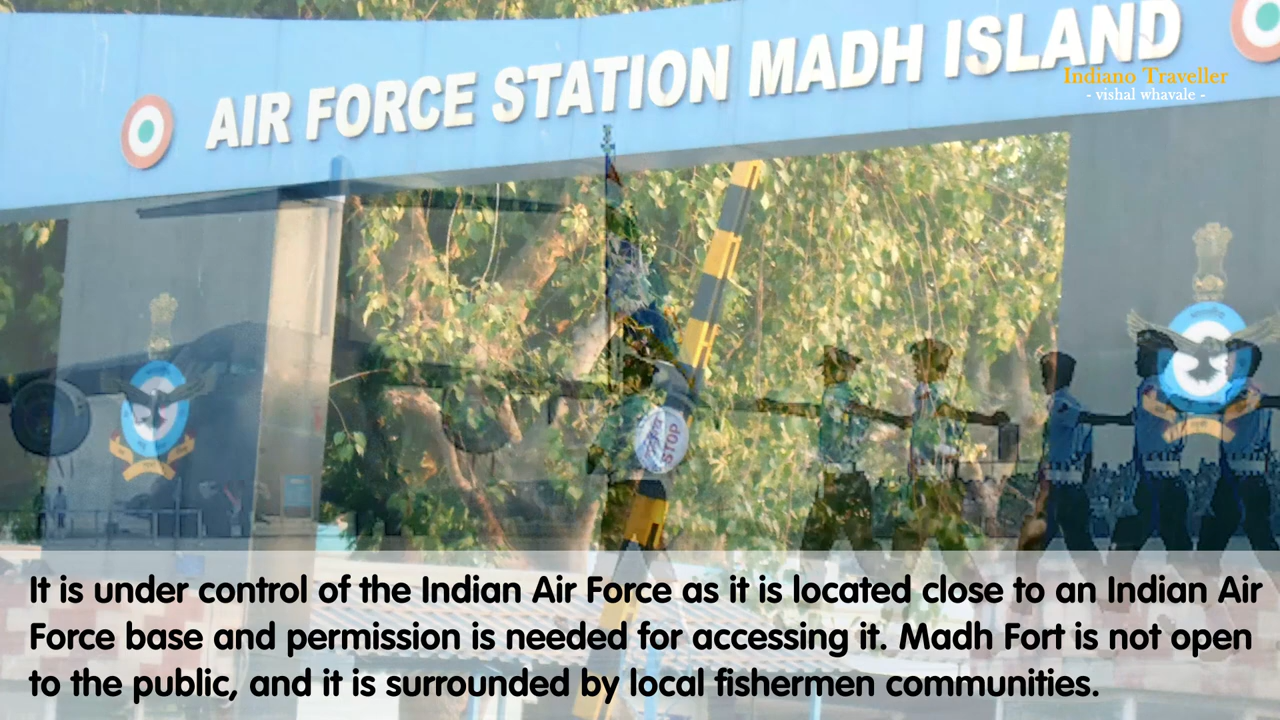 AIR FORCE STATION MADH ISLAND
Indiano Traveller
- vishal whavale -
STOP
It is under control of the Indian Air Force as it is located close to an Indian Air
Force base and permission is needed for accessing it. Madh Fort is not open
to the public, and it is surrounded by local fishermen communities.